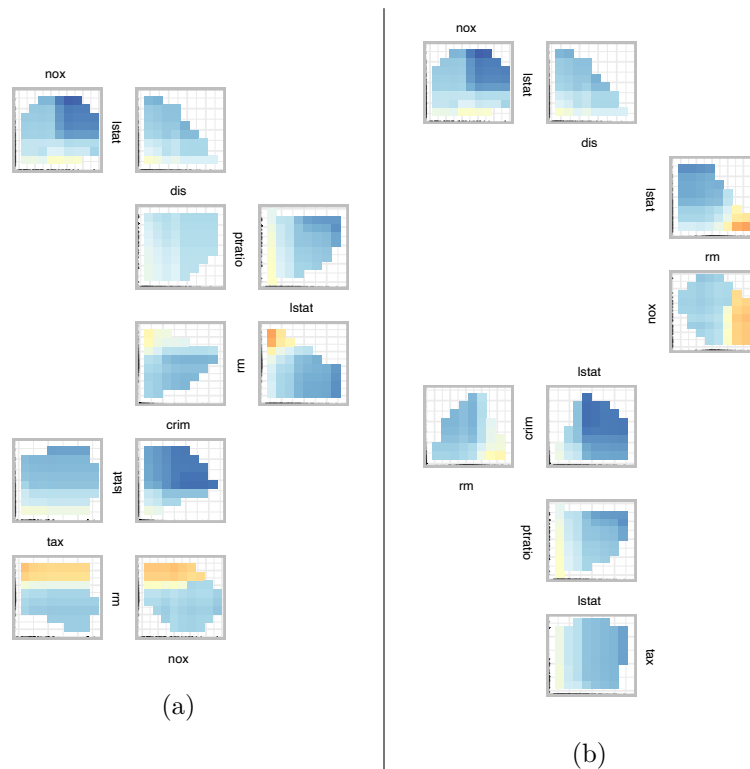 nox
lstat
dis
ptratio
lstat
rm
crim
lstat
tax
rm
nox
(a)
nox
lstat
dis
lstat
rm
nox
lstat
crim
rm
ptratio
lstat
tax
(b)